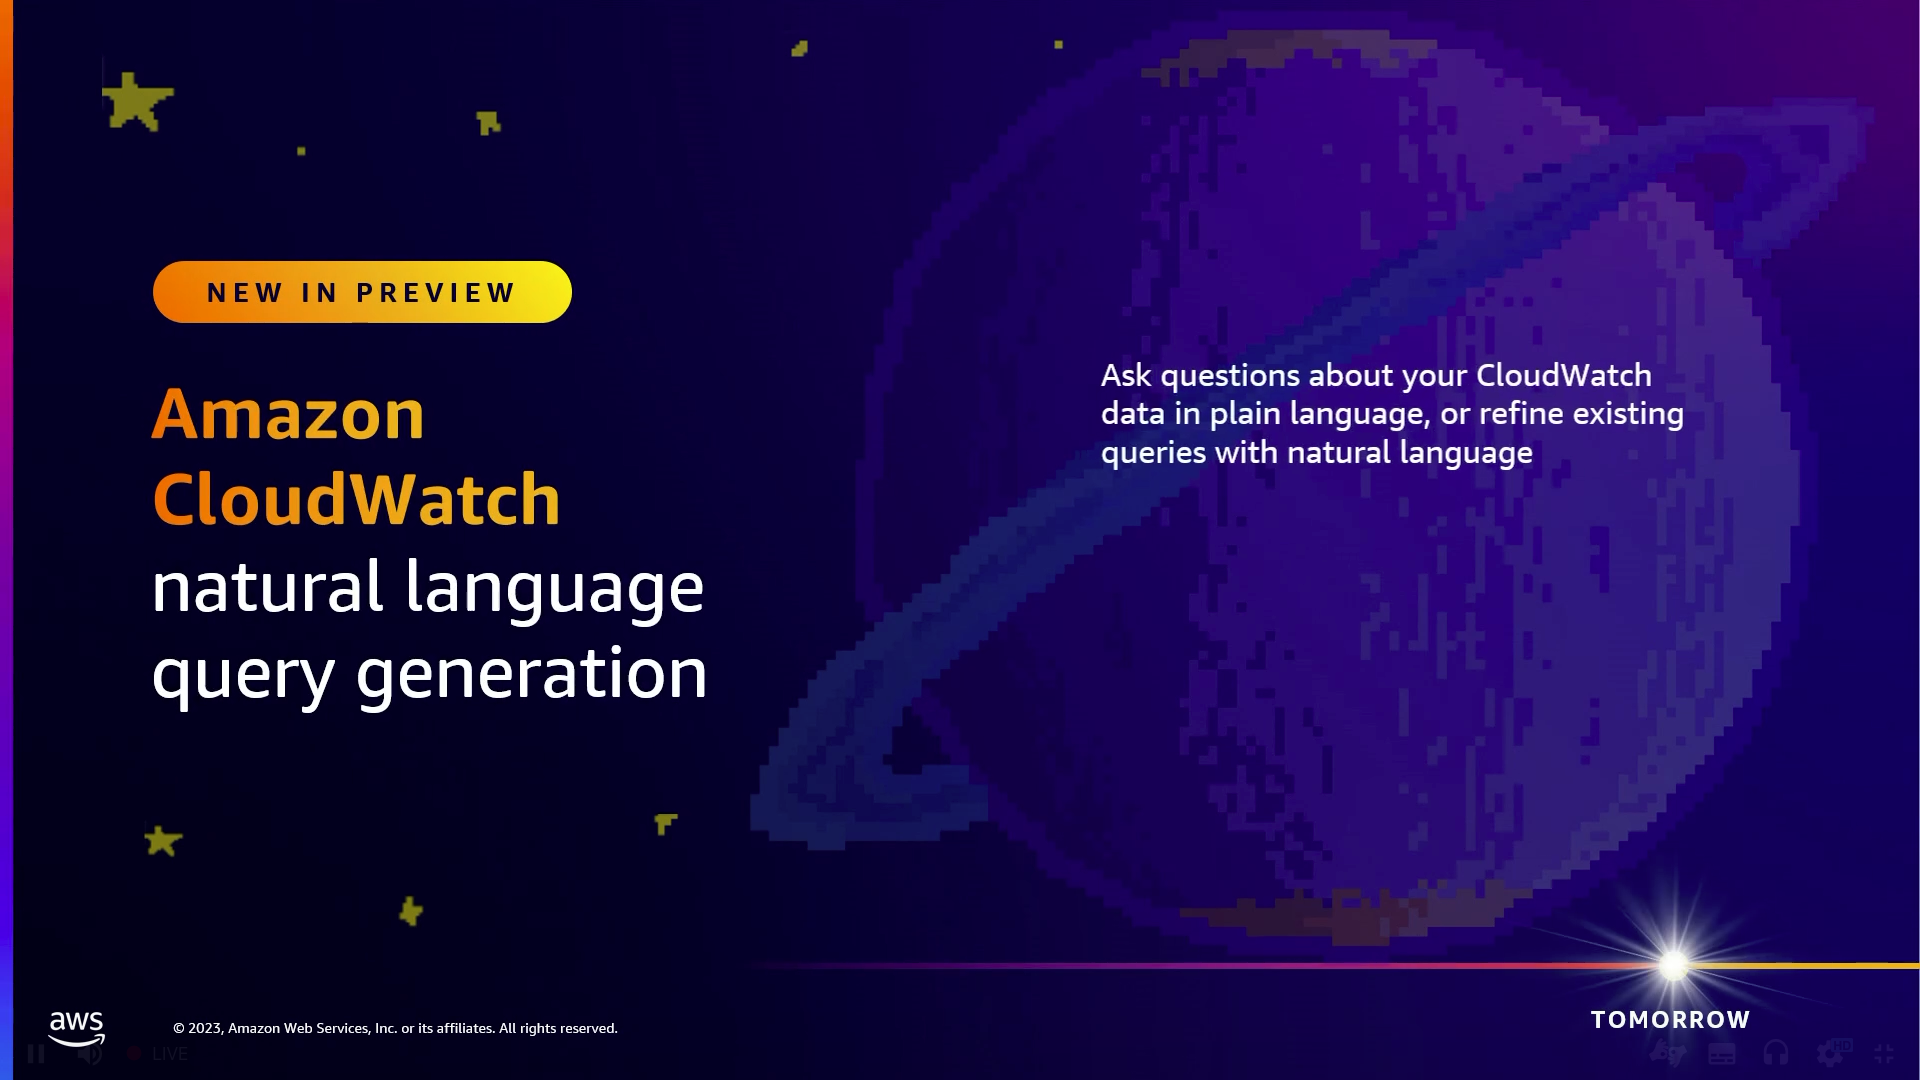 NEW IN PREVIEW
Amazon
CloudWatch
natural language
query generation
Ask questions about your CloudWatch
data in plain language, or refine existing
queries with natural language
TOMORROW
aws
© 2023, Amazon Web Services, Inc. or its affiliates. All rights reserved.
LIVE
HD